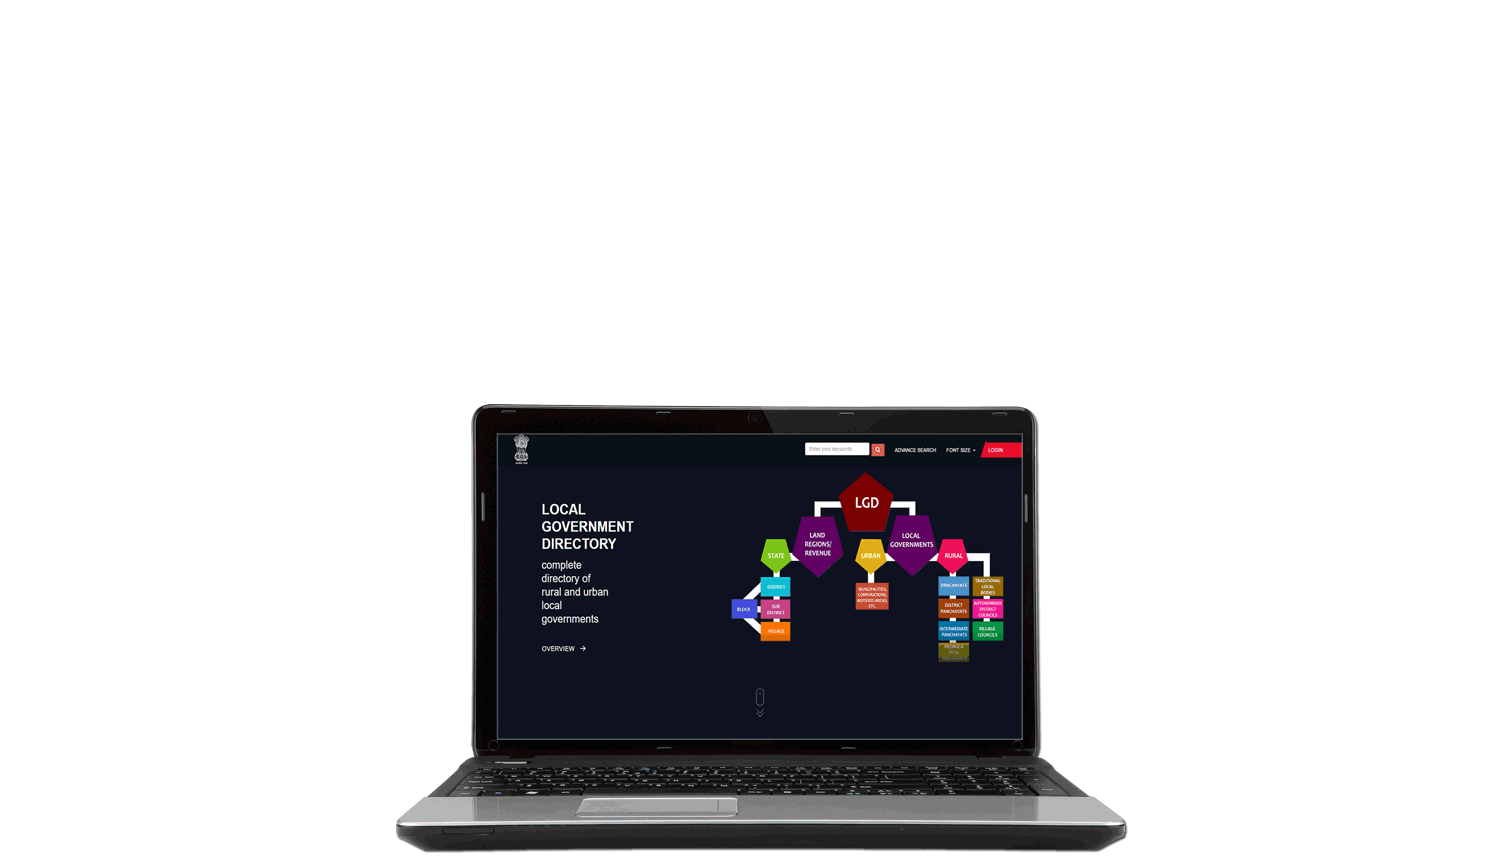 Enter your keywords
ADVANCE SEARCH
FONT SIZE
LOGIN
LOCAL
GOVERNMENT
DIRECTORY
complete
directory of
rural and urban
local
governments
OVERVIEW
LGD
LAND
REGIONS/
REVENUE
LOCAL
GOVERNMENTS
STATE
URBAN
RURAL
DISTRICT
BLOCK
SUB
DISTRICT
VILLAGE
MUNICIPALITIES,
CORPORATIONS,
NOTIFIED AREAS,
ETC.
PANCHAYATS
DISTRICT
PANCHAYATS
INTERMEDIATE
PANCHAYATS
VILLAGE &
TRADITIONAL
LOCAL
BODIES
AUTONOMOUS
DISTRICT
COUNCILS
VILLAGE
COUNCILS